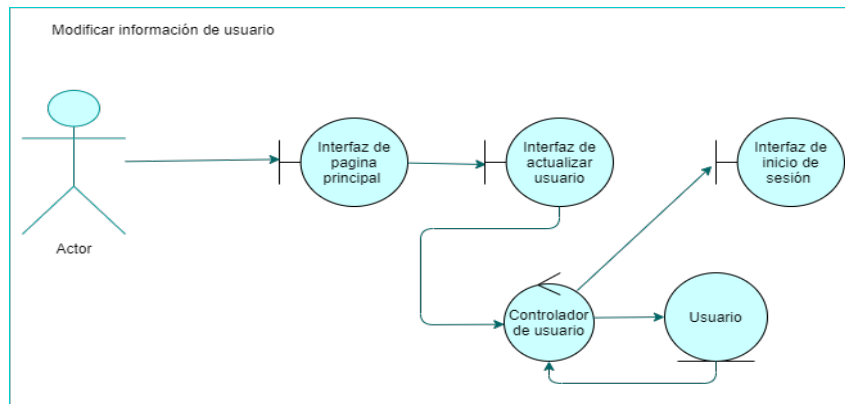 Modificar información de usuario
Interfaz de
pagina
principal
Interfaz de
actualizar
usuario
Interfaz de
inicio de
sesión
Actor
Controlador
de usuario
Usuario